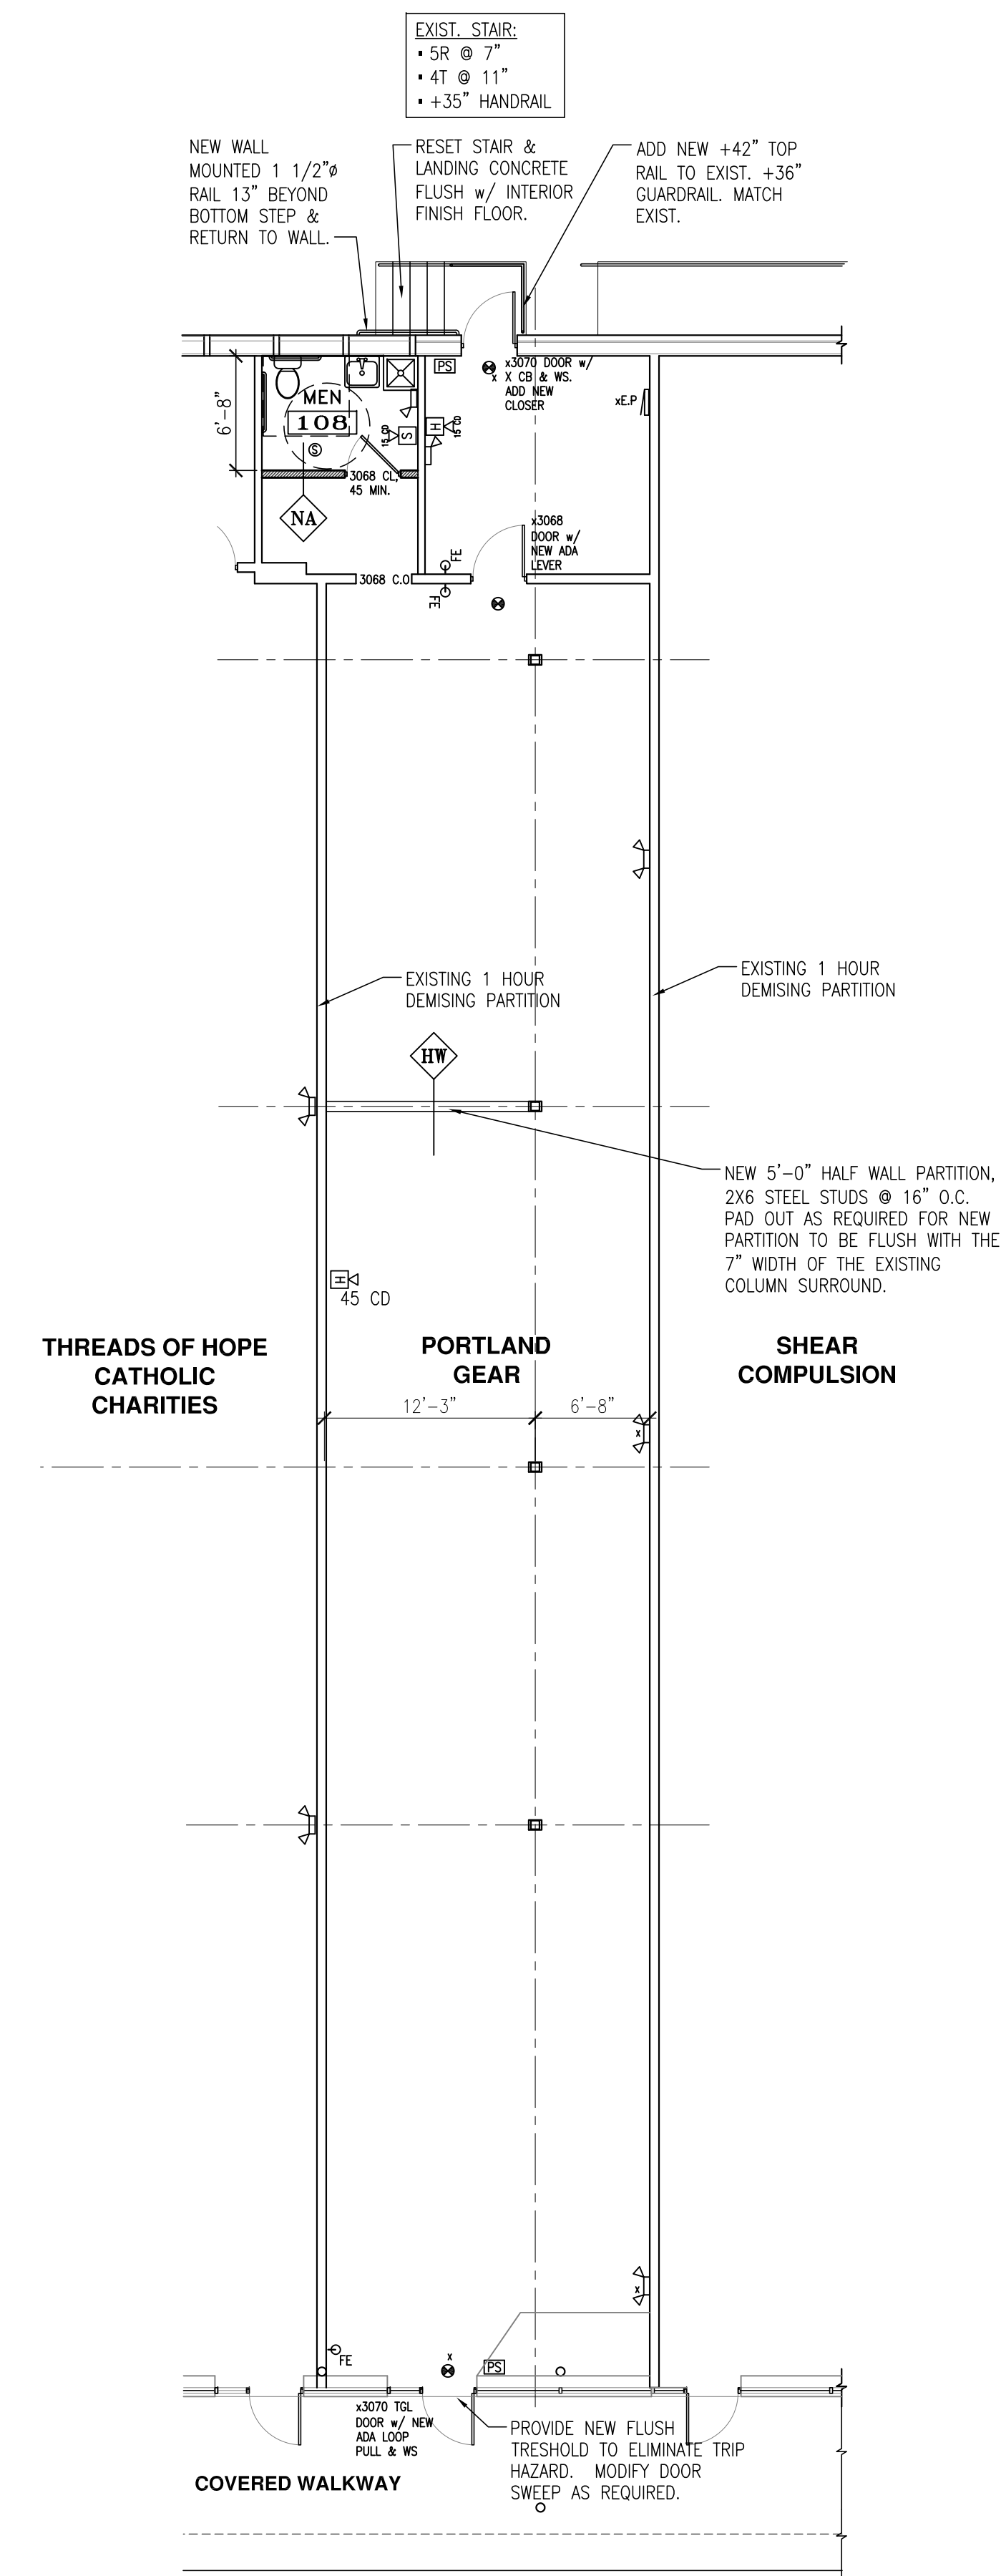 EXIST. STAIR:
▪ 5R @ 7"
▪ 4T @ 11"
▪ +35" HANDRAIL
NEW WALL
MOUNTED 1 1/2"ø
RAIL 13" BEYOND
BOTTOM STEP &
RETURN TO WALL.
RESET STAIR &
LANDING CONCRETE
FLUSH w/ INTERIOR
FINISH FLOOR.
ADD NEW +42" TOP
RAIL TO EXIST. +36"
GUARDRAIL. MATCH
EXIST.
6'-8"
MEN
108
S
NA
15 CD
S
3068 CL,
45 MIN.
PS
H
15 CD
x
x3070 DOOR w/
X CB & WS.
ADD NEW
CLOSER
xE.P
x3068
DOOR w/
NEW ADA
LEVER
3068 C.O
FE
FE
EXISTING 1 HOUR
DEMISING PARTITION
EXISTING 1 HOUR
DEMISING PARTITION
HW
NEW 5'-0" HALF WALL PARTITION,
2X6 STEEL STUDS @ 16" O.C.
PAD OUT AS REQUIRED FOR NEW
PARTITION TO BE FLUSH WITH THE
7" WIDTH OF THE EXISTING
COLUMN SURROUND.
H
45 CD
THREADS OF HOPE
CATHOLIC
CHARITIES
PORTLAND
GEAR
SHEAR
COMPULSION
12'-3"
6'-8"
x
x
FE
x
PS
x3070 TGL
DOOR w/ NEW
ADA LOOP
PULL & WS
PROVIDE NEW FLUSH
TRESHOLD TO ELIMINATE TRIP
HAZARD. MODIFY DOOR
SWEEP AS REQUIRED.
COVERED WALKWAY